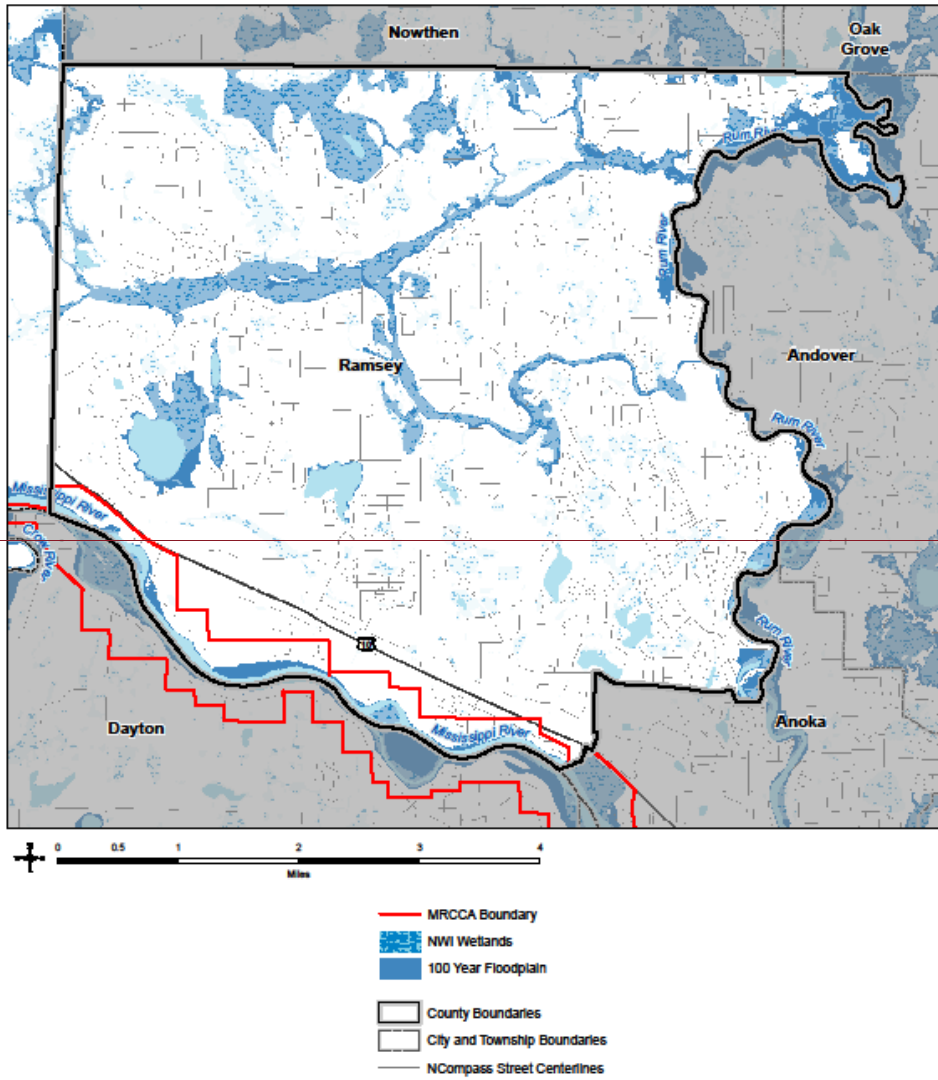 Nowthen
Oak
Grove
Rum River
Rum River
Andover
Ramsey
Rum River
Mississippi River
Crow River
Rum River
10
Dayton
Mississippi River
Anoka
0 0.5 1 2 3 4
Miles
MRCCA Boundary
NWI Wetlands
100 Year Floodplain
County Boundaries
City and Township Boundaries
NCompass Street Centerlines